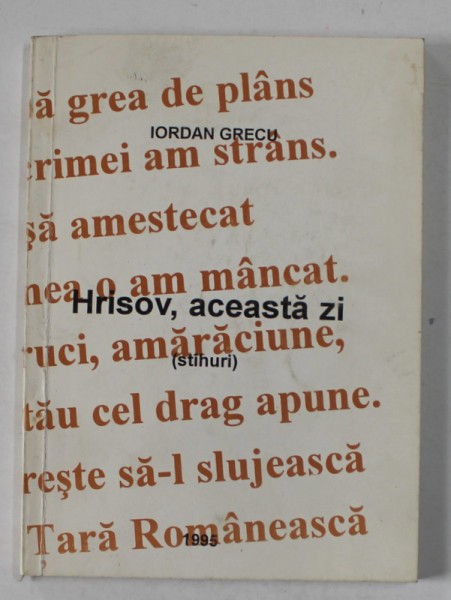 ă grea de plâns
IORDAN GRECU
crimei am strâns.
şă amestecat
nea o am mâncat.
Hrisov, această zi
ruci, amărăciune,
(stihuri)
tău cel drag apune.
reşte să-l slujească
Ţară Românească
1995